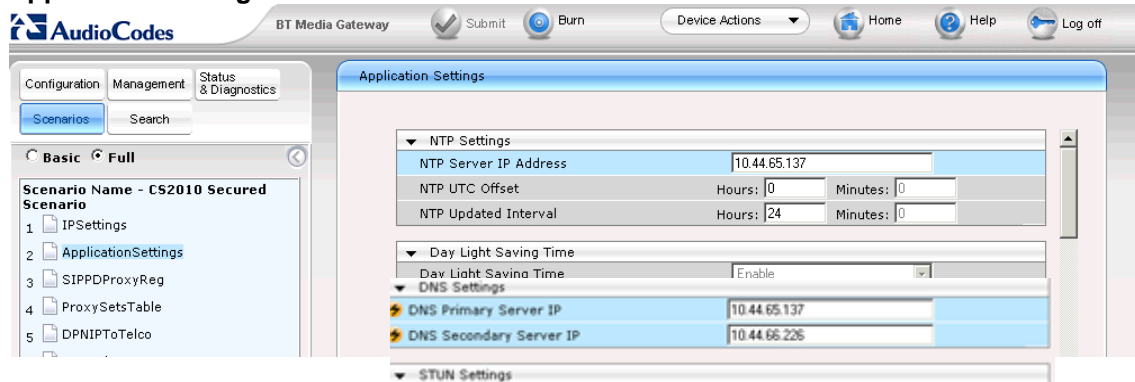 AudioCodes
BT Media Gateway
Submit
Burn
Device Actions
Home
Help
Log off
Configuration
Management
Status
& Diagnostics
Scenarios
Search
Basic
Full
Scenario Name - CS2010 Secured
Scenario
1 IPSettings
2 ApplicationSettings
3 SIPPDProxyReg
4 ProxySetsTable
5 DPNIPToTelco
Application Settings
NTP Settings
NTP Server IP Address 10.44.65.137
NTP UTC Offset Hours: 0 Minutes: 0
NTP Updated Interval Hours: 24 Minutes: 0
Day Light Saving Time
Day Light Saving Time Enable
DNS Settings
DNS Primary Server IP 10.44.65.137
DNS Secondary Server IP 10.44.66.226
STUN Settings